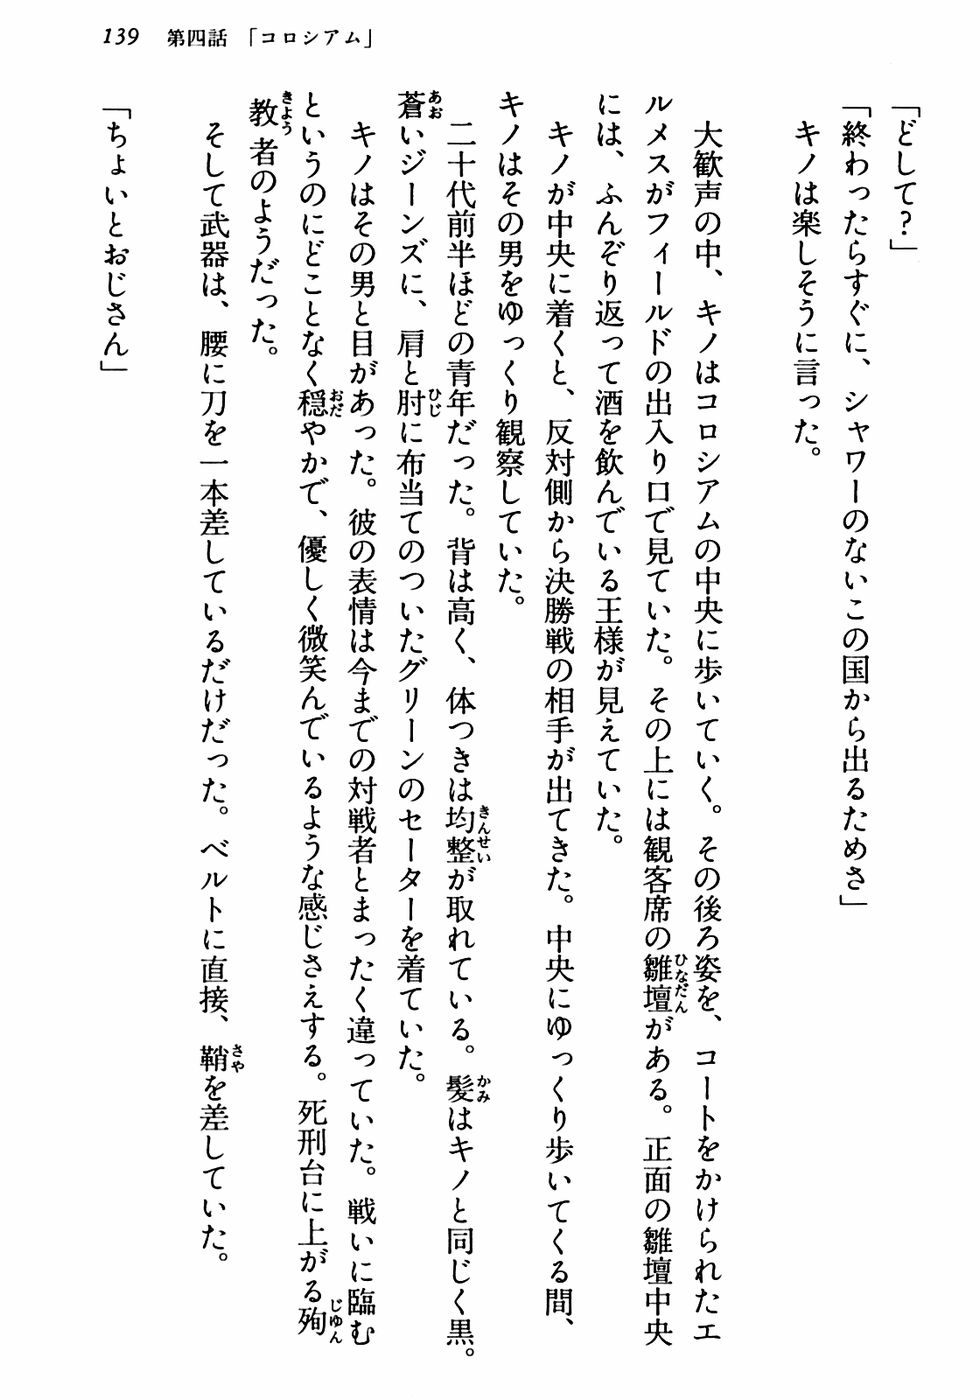 139 第四話 「コロシアム」
「どして?」
「終わったらすぐに、シャワーのないこの国から出るためさ」
キノは楽しそうに言った。
大歓声の中、キノはコロシアムの中央に歩いていく。その後ろ姿を、コートをかけられたエ
ルメスがフィールドの出入り口で見ていた。その上には観客席の雛壇がある。正面の雛壇中央
には、ふんぞり返って酒を飲んでいる王様が見えていた。
キノが中央に着くと、反対側から決勝戦の相手が出てきた。中央にゆっくり歩いてくる間、
キノはその男をゆっくり観察していた。
二十代前半ほどの青年だった。背は高く、体つきは均整が取れている。髪はキノと同じく黒。
蒼いジーンズに、肩と肘に布当てのついたグリーンのセーターを着ていた。
キノはその男と目があった。彼の表情は今までの対戦者とまったく違っていた。戦いに臨む
というのにどことなく穏やかで、優しく微笑んでいるような感じさえする。死刑台に上がる殉
教者のようだった。
そして武器は、腰に刀を一本差しているだけだった。ベルトに直接、鞘を差していた。
「ちょいとおじさん」